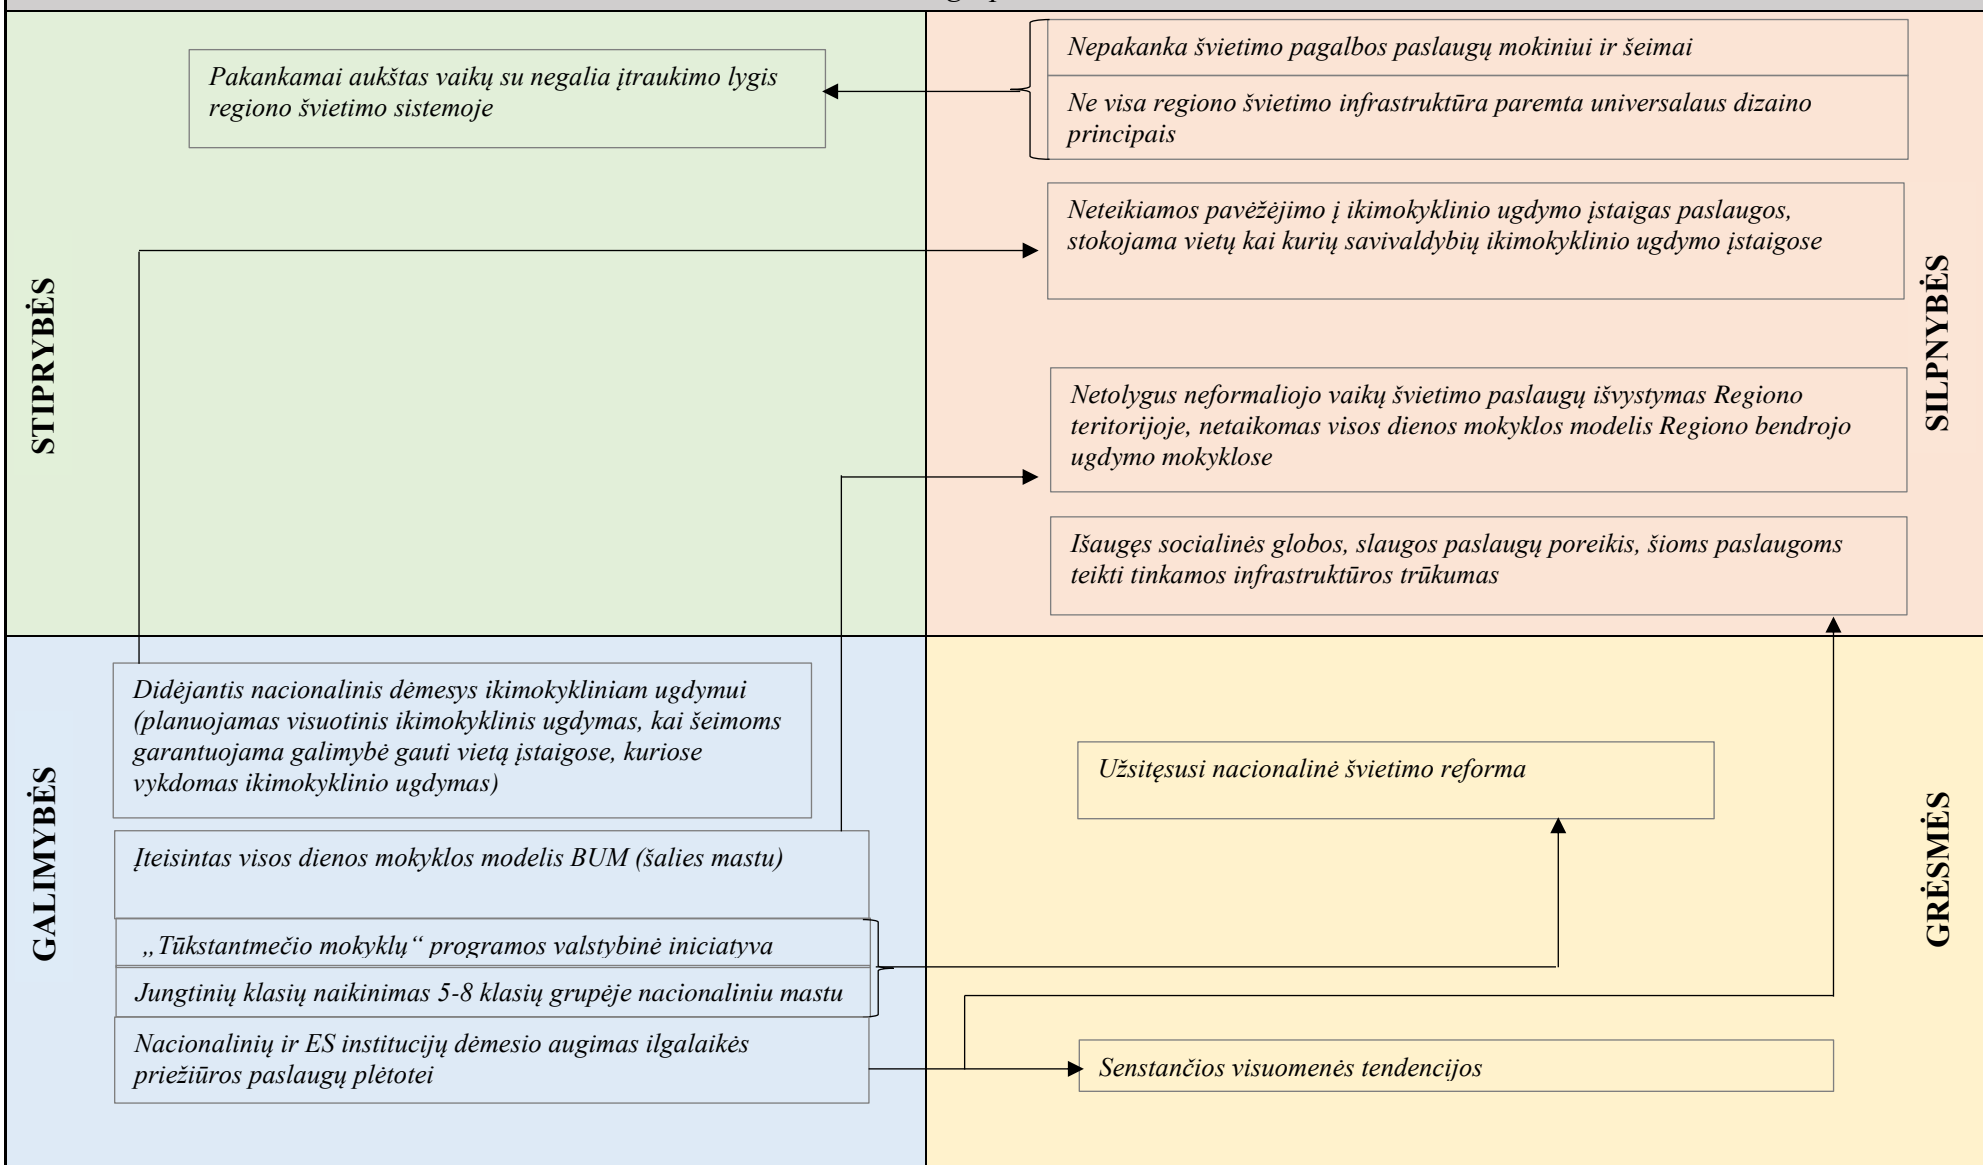 STIPRYBĖS
Pakankamai aukštas vaikų su negalia įtraukimo lygis
regiono švietimo sistemoje
SILPNYBĖS
Nepakanka švietimo pagalbos paslaugų mokiniui ir šeimai
Ne visa regiono švietimo infrastruktūra paremta universalaus dizaino
principais
Neteikiamos pavėžėjimo į ikimokyklinio ugdymo įstaigas paslaugos,
stokojama vietų kai kurių savivaldybių ikimokyklinio ugdymo įstaigose
Netolygus neformaliojo vaikų švietimo paslaugų išvystymas Regiono
teritorijoje, netaikomas visos dienos mokyklos modelis Regiono bendrojo
ugdymo mokyklose
Išaugęs socialinės globos, slaugos paslaugų poreikis, šioms paslaugoms
teikti tinkamos infrastruktūros trūkumas
GALIMYBĖS
Didėjantis nacionalinis dėmesys ikimokykliniam ugdymui
(planuojamas visuotinis ikimokyklinis ugdymas, kai šeimoms
garantuojama galimybė gauti vietą įstaigose, kuriose
vykdomas ikimokyklinio ugdymas)
Įteisintas visos dienos mokyklos modelis BUM (šalies mastu)
„Tūkstantmečio mokyklų“ programos valstybinė iniciatyva
Jungtinių klasių naikinimas 5-8 klasių grupėje nacionaliniu mastu
Nacionalinių ir ES institucijų dėmesio augimas ilgalaikės
priežiūros paslaugų plėtotei
GRĖSMĖS
Užsitęsusi nacionalinė švietimo reforma
Senstančios visuomenės tendencijos